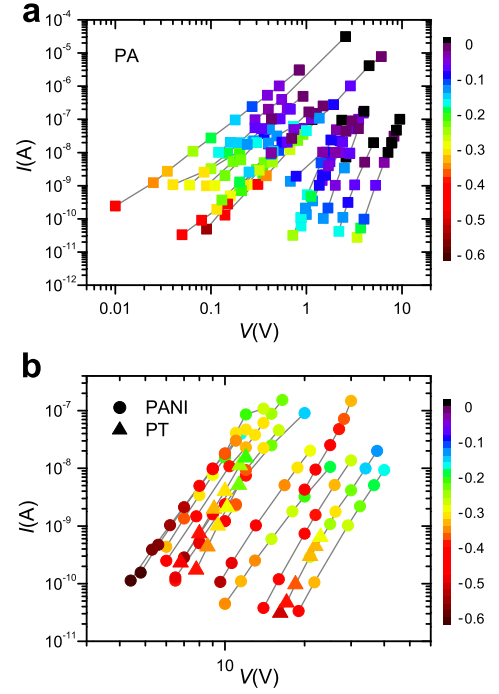 a
PA
10⁻⁴
10⁻⁵
10⁻⁶
10⁻⁷
10⁻⁸
10⁻⁹
10⁻¹⁰
10⁻¹¹
10⁻¹²
I(A)
0.01 0.1 1 10
V(V)
0
- 0.1
- 0.2
- 0.3
- 0.4
- 0.5
- 0.6
b
PANI
PT
10⁻⁷
10⁻⁸
10⁻⁹
10⁻¹⁰
10⁻¹¹
I(A)
10
V(V)
0
- 0.1
- 0.2
- 0.3
- 0.4
- 0.5
- 0.6